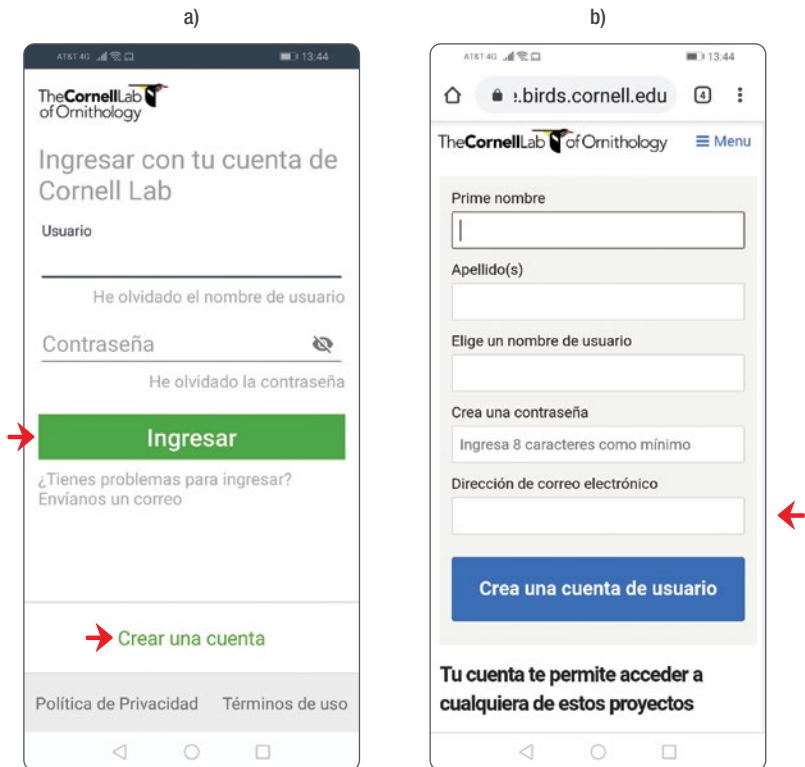 a)
AT&T 4G 13:44
TheCornellLab
of Ornithology
Ingresar con tu cuenta de
Cornell Lab
Usuario
He olvidado el nombre de usuario
Contraseña
He olvidado la contraseña
Ingresar
¿Tienes problemas para ingresar?
Envíanos un correo
Crear una cuenta
Política de Privacidad Términos de uso
b)
AT&T 4G 13:44
:.birds.cornell.edu 4
TheCornellLab of Ornithology Menu
Prime nombre
Apellido(s)
Elige un nombre de usuario
Crea una contraseña
Ingresa 8 caracteres como mínimo
Dirección de correo electrónico
Crea una cuenta de usuario
Tu cuenta te permite acceder a
cualquiera de estos proyectos